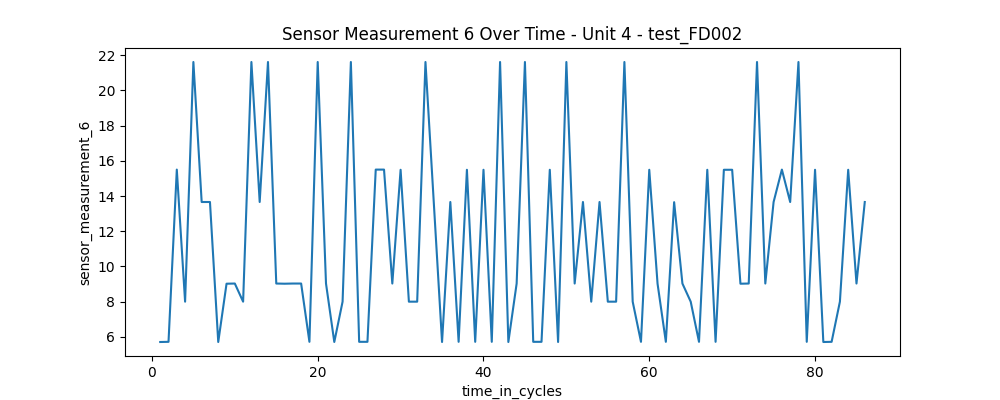 Sensor Measurement 6 Over Time - Unit 4 - test_FD002
22
20
18
16
14
12
10
8
6
sensor_measurement_6
0 20 40 60 80
time_in_cycles